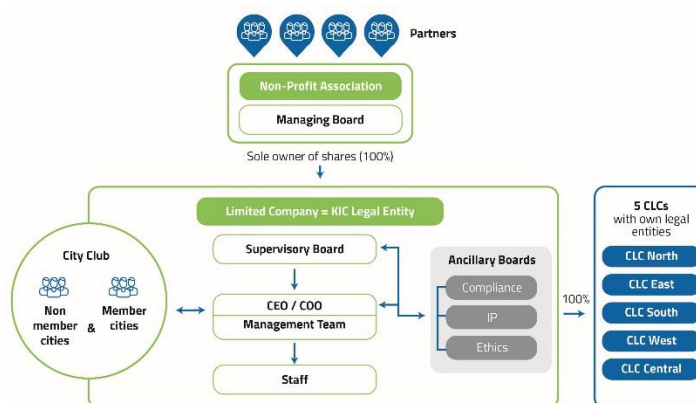 Partners
Non-Profit Association
Managing Board
Sole owner of shares (100%)
Limited Company = KIC Legal Entity
Supervisory Board
City Club
Non
member
cities
&
Member
cities
CEO / COO
Management Team
Staff
Ancillary Boards
Compliance
IP
Ethics
100%
5 CLCs
with own legal
entities
CLC North
CLC East
CLC South
CLC West
CLC Central